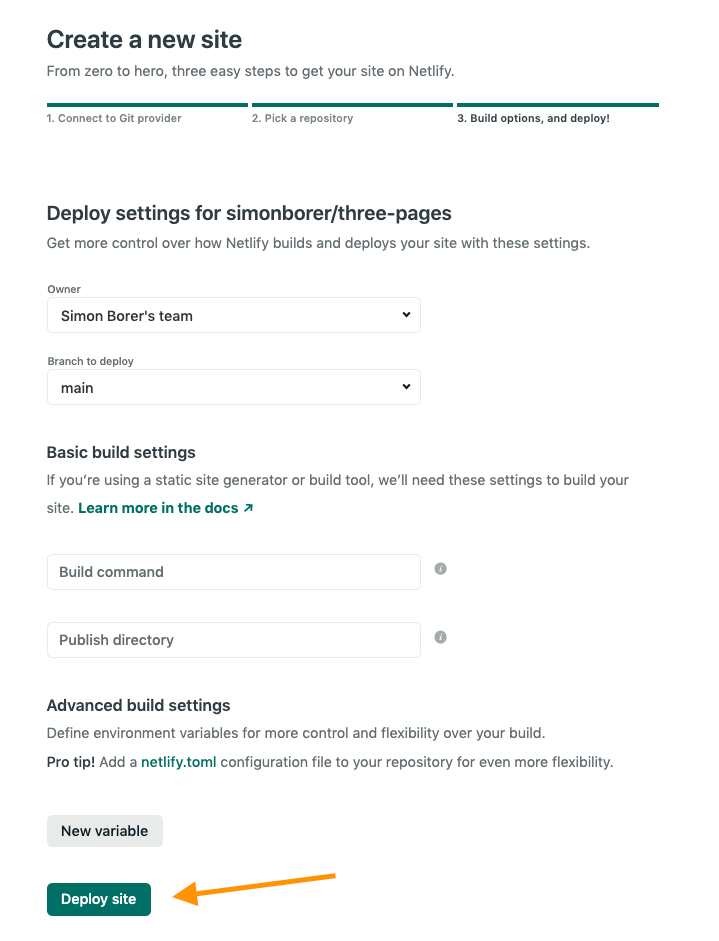 Create a new site
From zero to hero, three easy steps to get your site on Netlify.
1. Connect to Git provider
2. Pick a repository
3. Build options, and deploy!
Deploy settings for simonborer/three-pages
Get more control over how Netlify builds and deploys your site with these settings.
Owner
Simon Borer's team
Branch to deploy
main
Basic build settings
If you’re using a static site generator or build tool, we’ll need these settings to build your
site. Learn more in the docs ↗
Build command
i
Publish directory
i
Advanced build settings
Define environment variables for more control and flexibility over your build.
Pro tip! Add a netlify.toml configuration file to your repository for even more flexibility.
New variable
Deploy site